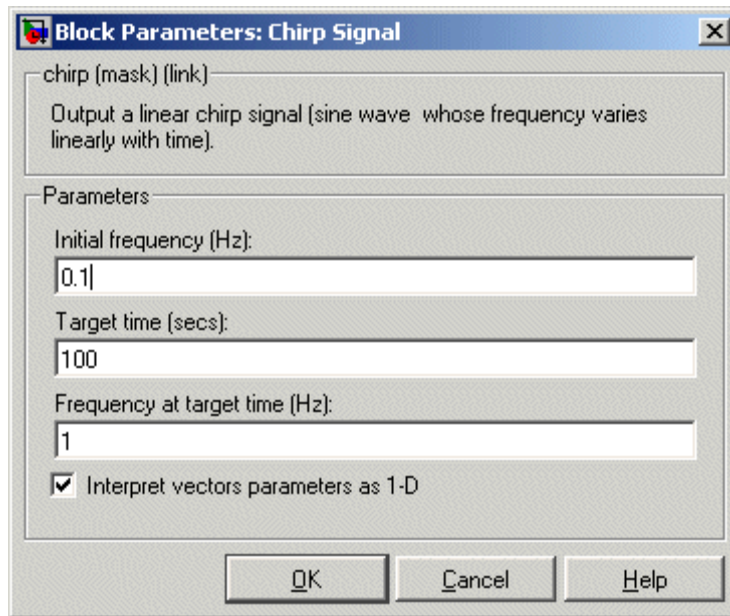 Block Parameters: Chirp Signal
chirp (mask) (link)
Output a linear chirp signal (sine wave  whose frequency varies
linearly with time).
Parameters
Initial frequency (Hz):
0.1
Target time (secs):
100
Frequency at target time (Hz):
1
Interpret vectors parameters as 1-D
OK
Cancel
Help